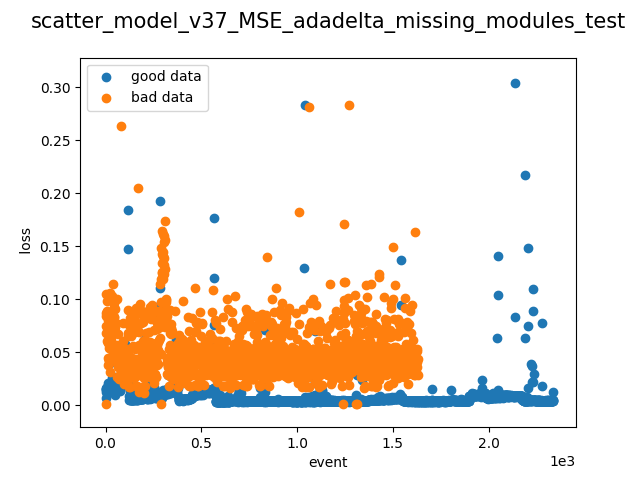 scatter_model_v37_MSE_adadelta_missing_modules_test
good data
bad data
loss
0.30
0.25
0.20
0.15
0.10
0.05
0.00
0.0 0.5 1.0 1.5 2.0
1e3
event